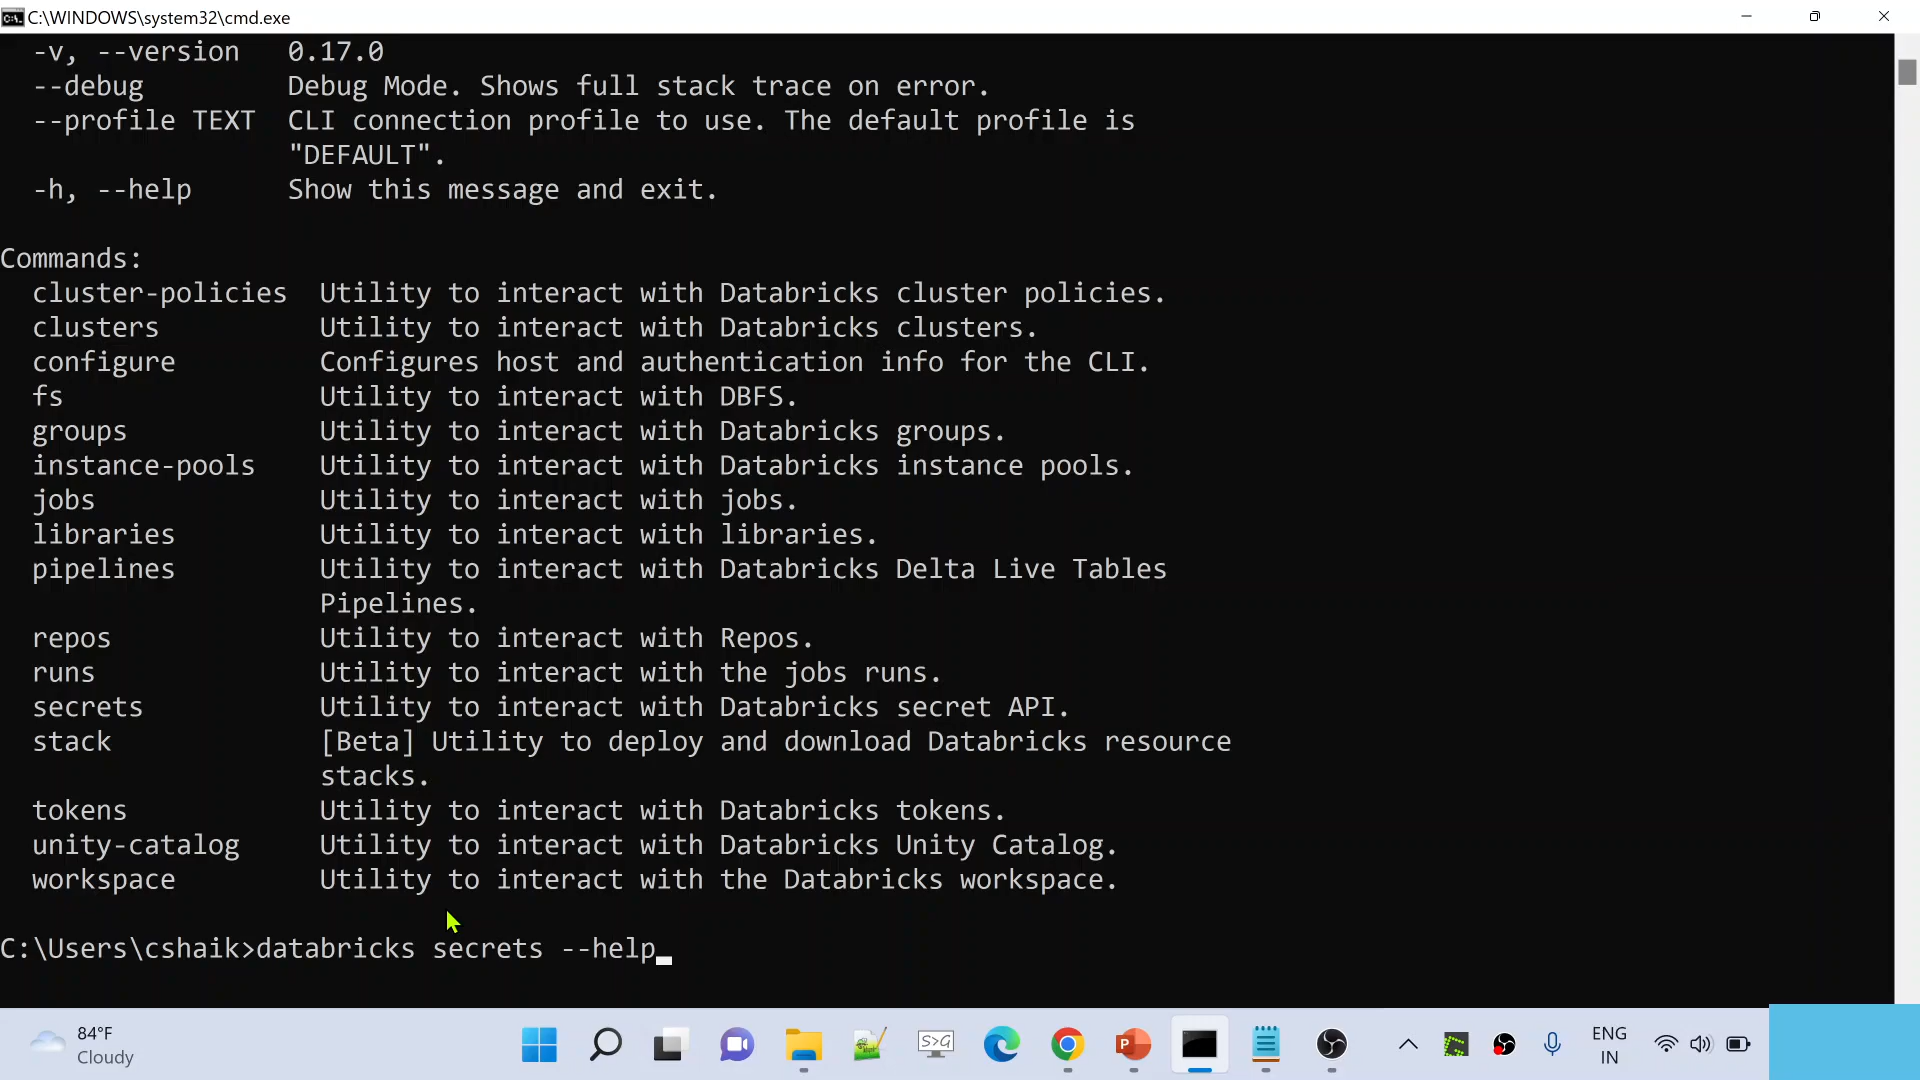 C:\WINDOWS\system32\cmd.exe
-v, --version 0.17.0
--debug Debug Mode. Shows full stack trace on error.
--profile TEXT CLI connection profile to use. The default profile is
"DEFAULT".
-h, --help Show this message and exit.
Commands:
cluster-policies Utility to interact with Databricks cluster policies.
clusters Utility to interact with Databricks clusters.
configure Configures host and authentication info for the CLI.
fs Utility to interact with DBFS.
groups Utility to interact with Databricks groups.
instance-pools Utility to interact with Databricks instance pools.
jobs Utility to interact with jobs.
libraries Utility to interact with libraries.
pipelines Utility to interact with Databricks Delta Live Tables
Pipelines.
repos Utility to interact with Repos.
runs Utility to interact with the jobs runs.
secrets Utility to interact with Databricks secret API.
stack [Beta] Utility to deploy and download Databricks resource
stacks.
tokens Utility to interact with Databricks tokens.
unity-catalog Utility to interact with Databricks Unity Catalog.
workspace Utility to interact with the Databricks workspace.
C:\Users\cshaik>databricks secrets --help
84°F
Cloudy
S>G
P
ENG
IN